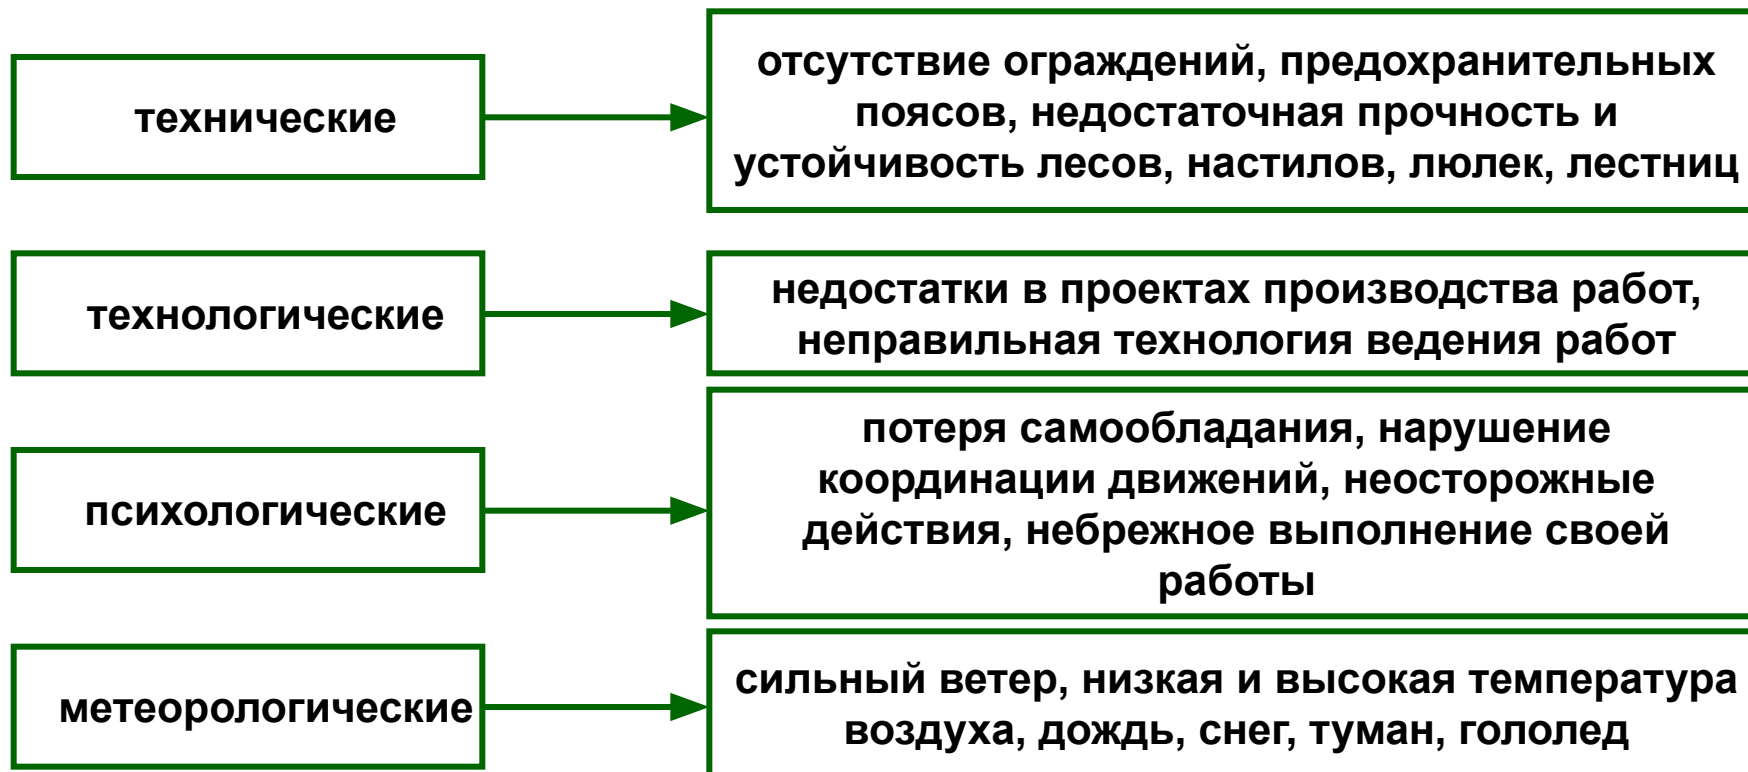 технические
отсутствие ограждений, предохранительных
поясов, недостаточная прочность и
устойчивость лесов, настилов, люлек, лестниц
технологические
недостатки в проектах производства работ,
неправильная технология ведения работ
психологические
потеря самообладания, нарушение
координации движений, неосторожные
действия, небрежное выполнение своей
работы
метеорологические
сильный ветер, низкая и высокая температура
воздуха, дождь, снег, туман, гололед